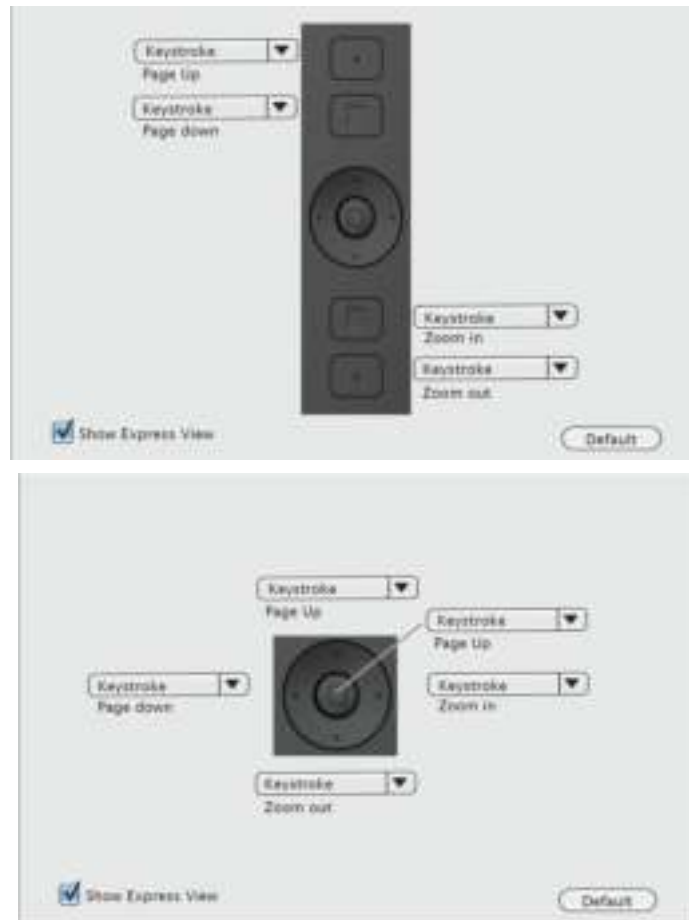 Keystroke
Page Up
Keystroke
Page down
Keystroke
Zoom in
Keystroke
Zoom out
Show Express View
Default
Keystroke
Page Up
Keystroke
Page Up
Keystroke
Page down
Keystroke
Zoom in
Keystroke
Zoom out
Show Express View
Default